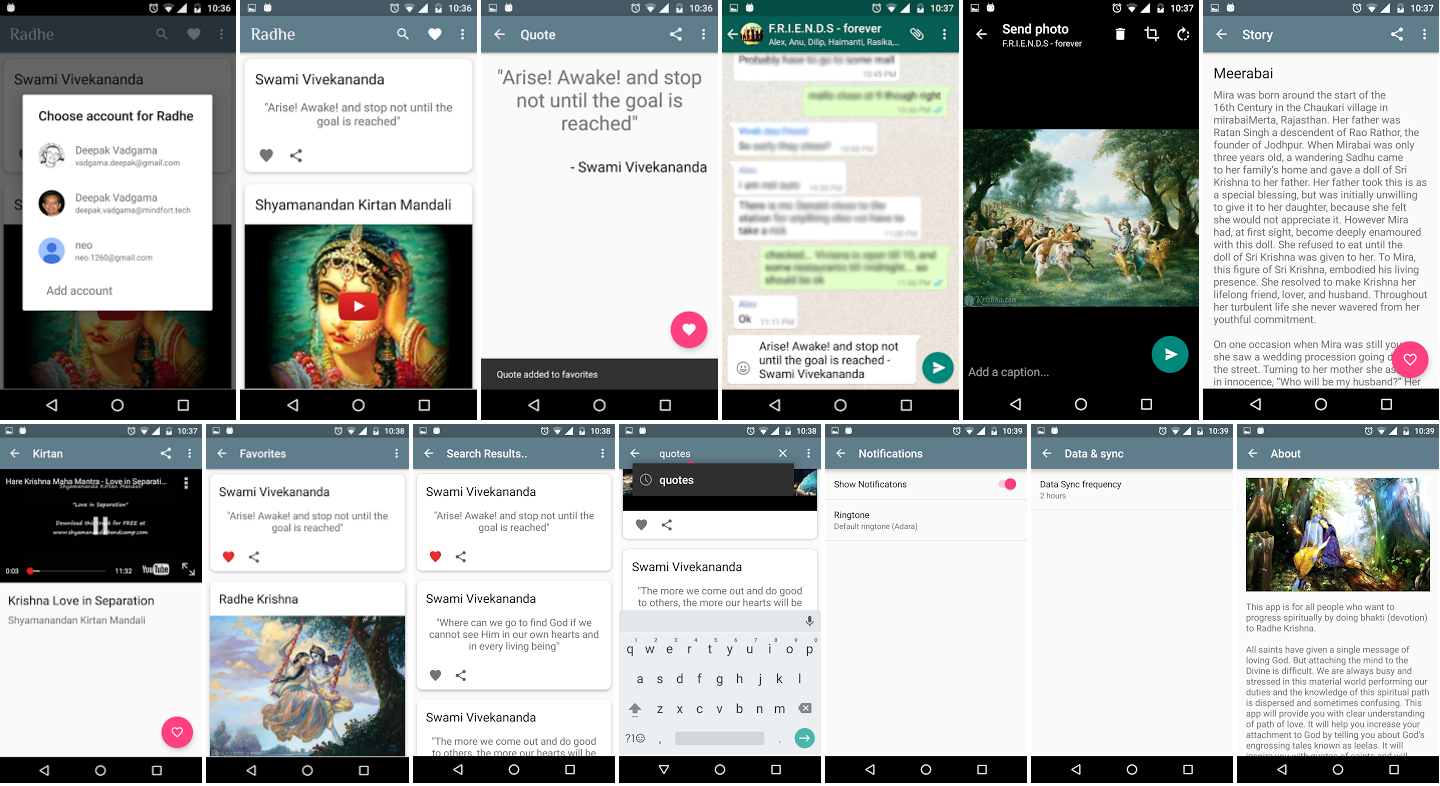 10:36
Radhe
Swami Vivekananda
Choose account for Radhe
Deepak Vadgama
vadgama.deepak@gmail.com
Deepak Vadgama
deepak.vadgama@mindfort.tech
neo
neo.1260@gmail.com
Add account
10:36
Radhe
Swami Vivekananda
"Arise! Awake! and stop not until the
goal is reached"
Shyamanandan Kirtan Mandali
10:36
Quote
"Arise! Awake! and stop
not until the goal is
reached"
- Swami Vivekananda
Quote added to favorites
10:37
F.R.I.E.N.D.S - forever
Alex, Anu, Dilip, Haimanti, Rasika,...
Probably have to go to some mall
10:45 PM
malls close at 9 though right
10:46 PM
So early they close?
Alex
I am not sure
There is mc Donald close to the
station for anything else we have to
take a rick
11:00 PM
checked... Viviana is open till 10, and
some restaurants till midnight... so
should be ok
11:06 PM
Alex
Ok
11:11 PM
Arise! Awake! and stop not
until the goal is reached -
Swami Vivekananda
10:37
Send photo
F.R.I.E.N.D.S - forever
Krishna.com
Add a caption...
10:37
Story
Meerabai
Mira was born around the start of the
16th Century in the Chaukari village in
mirabaiMerta, Rajasthan. Her father was
Ratan Singh a descendent of Rao Rathor, the
founder of Jodhpur. When Mirabai was only
three years old, a wandering Sadhu came
to her family's home and gave a doll of Sri
Krishna to her father. Her father took this is as
a special blessing, but was initially unwilling
to give it to her daughter, because she felt
she would not appreciate it. However Mira
had, at first sight, become deeply enamoured
with this doll. She refused to eat until the
doll of Sri Krishna was given to her. To Mira,
this figure of Sri Krishna, embodied his living
presence. She resolved to make Krishna her
lifelong friend, lover, and husband. Throughout
her turbulent life she never wavered from her
youthful commitment.
On one occasion when Mira was still you
she saw a wedding procession going d
the street. Turning to her mother she as
in innocence, "Who will be my husband?" Her
10:37
Kirtan
Hare Krishna Maha Mantra - Love in Separati...
"Love in Separation"
0:03
11:32
YouTube
Krishna Love in Separation
Shyamanandan Kirtan Mandali
10:38
Favorites
Swami Vivekananda
"Arise! Awake! and stop not until the
goal is reached"
Radhe Krishna
10:38
Search Results..
Swami Vivekananda
"Arise! Awake! and stop not until the
goal is reached"
Swami Vivekananda
"Where can we go to find God if we
cannot see Him in our own hearts and
in every living being"
Swami Vivekananda
"The more we come out and do good
to others, the more our hearts will be
10:38
quotes
quotes
Swami Vivekananda
"The more we come out and do good
to others, the more our hearts will be
1 2 3 4 5 6 7 8 9 0
q w e r t y u i o p
a s d f g h j k l
z x c v b n m
?1 , .
10:39
Notifications
Show Notificatons
Ringtone
Default ringtone (Adara)
10:39
Data & sync
Data Sync frequency
2 hours
10:39
About
This app is for all people who want to
progress spiritually by doing bhakti (devotion)
to Radhe Krishna.
All saints have given a single message of
loving God. But attaching the mind to the
Divine is difficult. We are always busy and
stressed in this material world performing our
duties and the knowledge of this spiritual path
is dispersed and sometimes confusing. This
app will provide you with clear understanding
of path of love. It will help you increase your
attachment to God by telling you about God's
engrossing tales known as leelas. It will